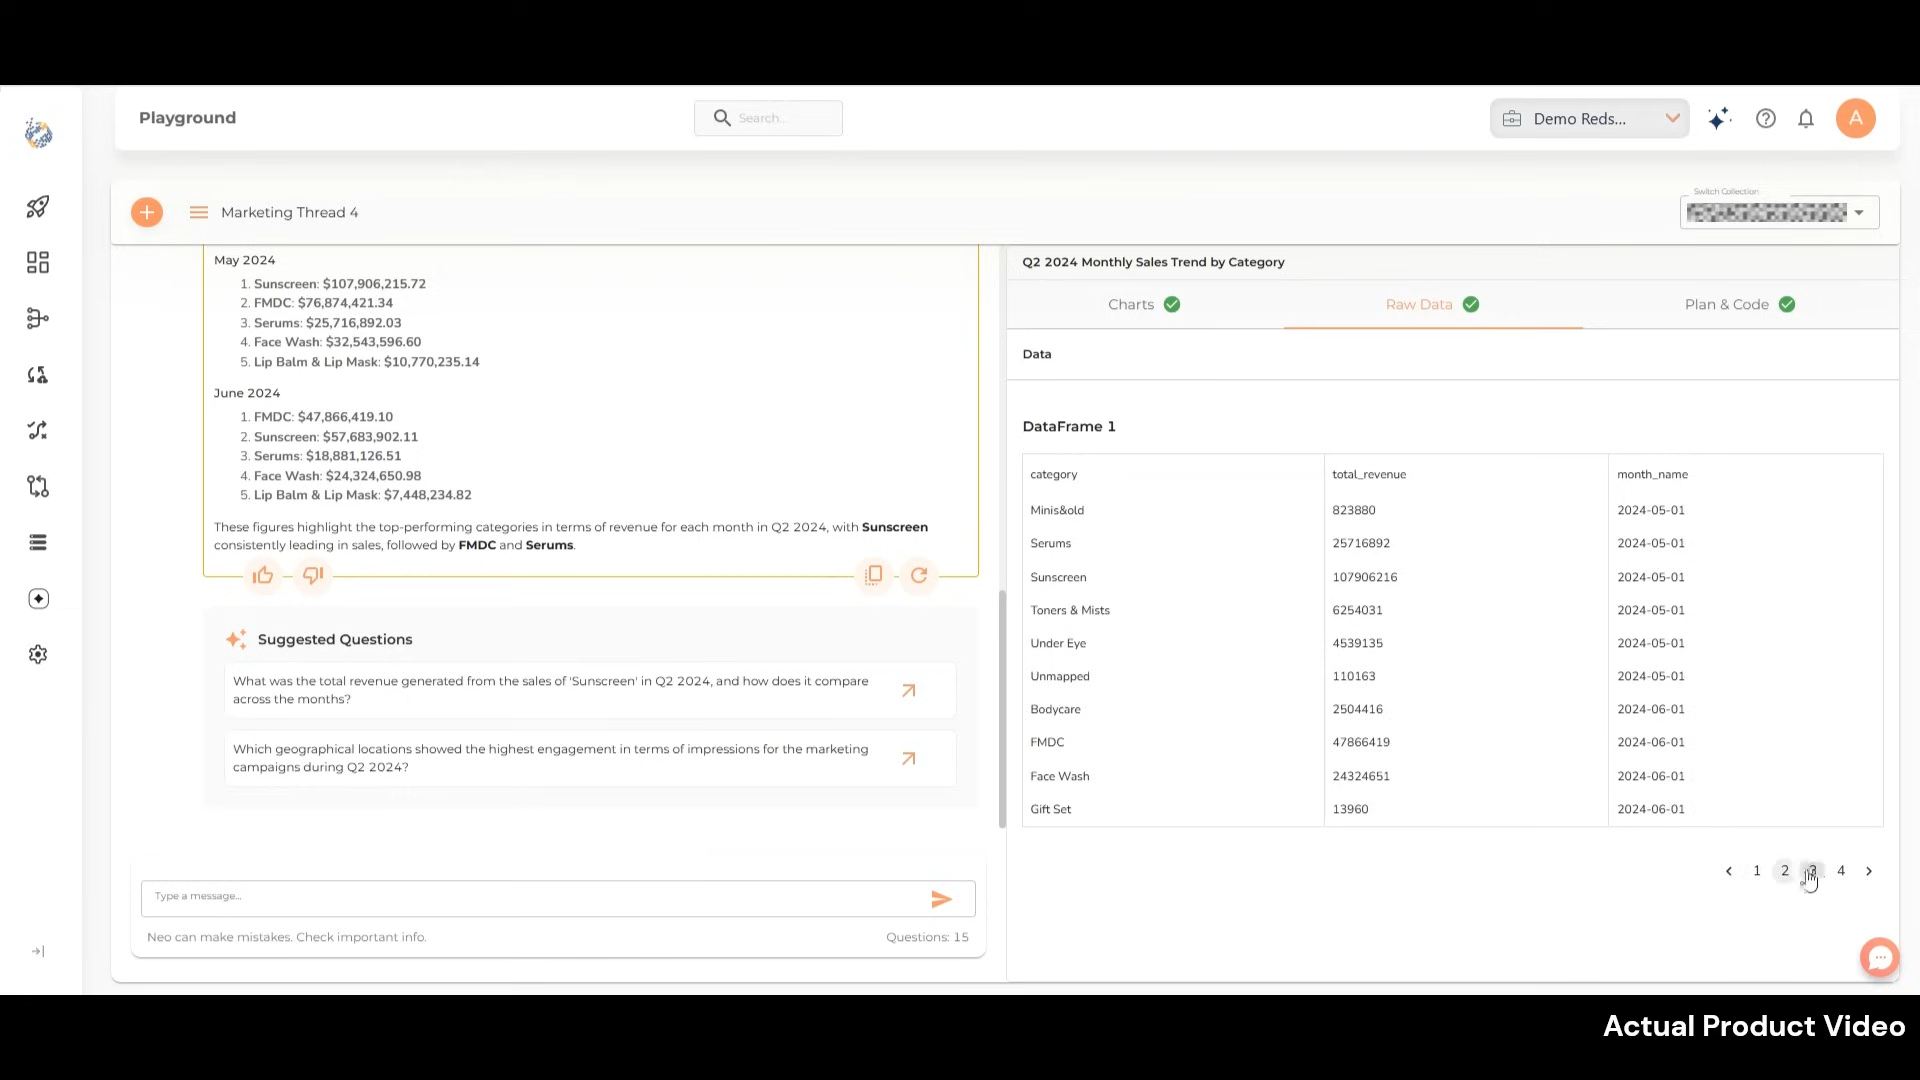 Playground
Search...
Demo Reds...
A
Marketing Thread 4
Switch Collection
May 2024
1. Sunscreen: $107,906,215.72
2. FMDC: $76,874,421.34
3. Serums: $25,716,892.03
4. Face Wash: $32,543,596.60
5. Lip Balm & Lip Mask: $10,770,235.14
June 2024
1. FMDC: $47,866,419.10
2. Sunscreen: $57,683,902.11
3. Serums: $18,881,126.51
4. Face Wash: $24,324,650.98
5. Lip Balm & Lip Mask: $7,448,234.82
These figures highlight the top-performing categories in terms of revenue for each month in Q2 2024, with Sunscreen
consistently leading in sales, followed by FMDC and Serums.
Suggested Questions
What was the total revenue generated from the sales of 'Sunscreen' in Q2 2024, and how does it compare
across the months?
Which geographical locations showed the highest engagement in terms of impressions for the marketing
campaigns during Q2 2024?
Type a message...
Neo can make mistakes. Check important info.
Questions: 15
Q2 2024 Monthly Sales Trend by Category
Charts
Raw Data
Plan & Code
Data
DataFrame 1
category total_revenue month_name
Minis&old 823880 2024-05-01
Serums 25716892 2024-05-01
Sunscreen 107906216 2024-05-01
Toners & Mists 6254031 2024-05-01
Under Eye 4539135 2024-05-01
Unmapped 110163 2024-05-01
Bodycare 2504416 2024-06-01
FMDC 47866419 2024-06-01
Face Wash 24324651 2024-06-01
Gift Set 13960 2024-06-01
1 2 3 4
Actual Product Video